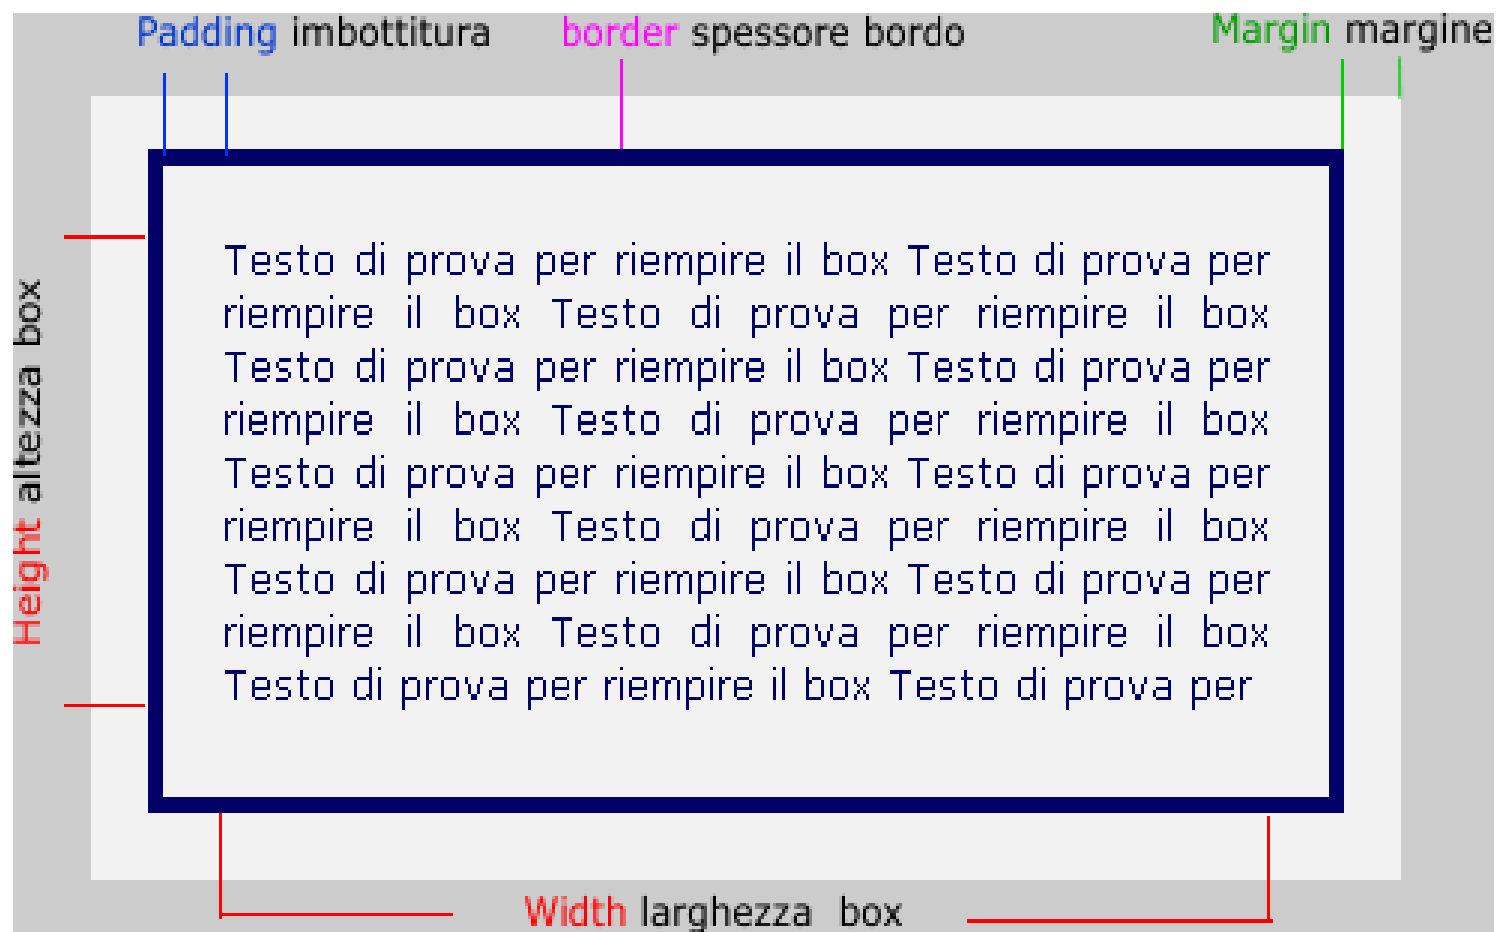 Padding imbottitura border spessore bordo Margin margine
Height altezza box
Testo di prova per riempire il box Testo di prova per
riempire il box Testo di prova per riempire il box
Testo di prova per riempire il box Testo di prova per
riempire il box Testo di prova per riempire il box
Testo di prova per riempire il box Testo di prova per
riempire il box Testo di prova per riempire il box
Testo di prova per riempire il box Testo di prova per
riempire il box Testo di prova per riempire il box
Testo di prova per riempire il box Testo di prova per
Width larghezza box